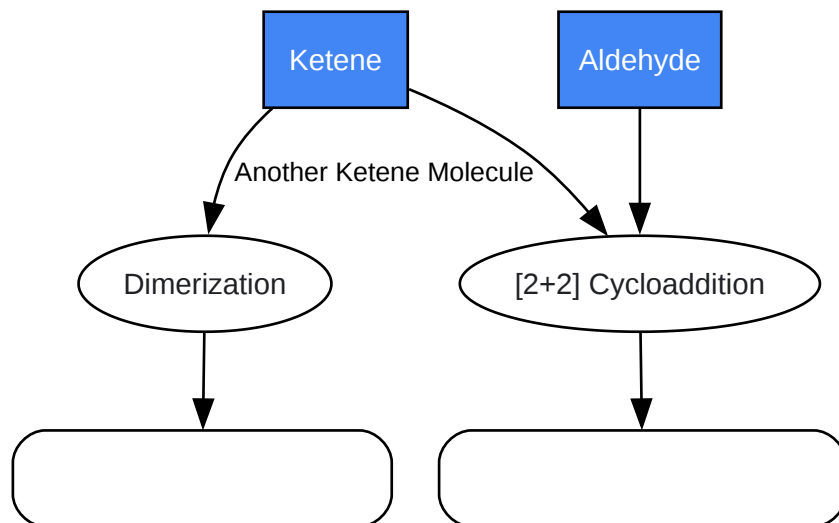 Ketene
Aldehyde
Another Ketene Molecule
Dimerization
[2+2] Cycloaddition